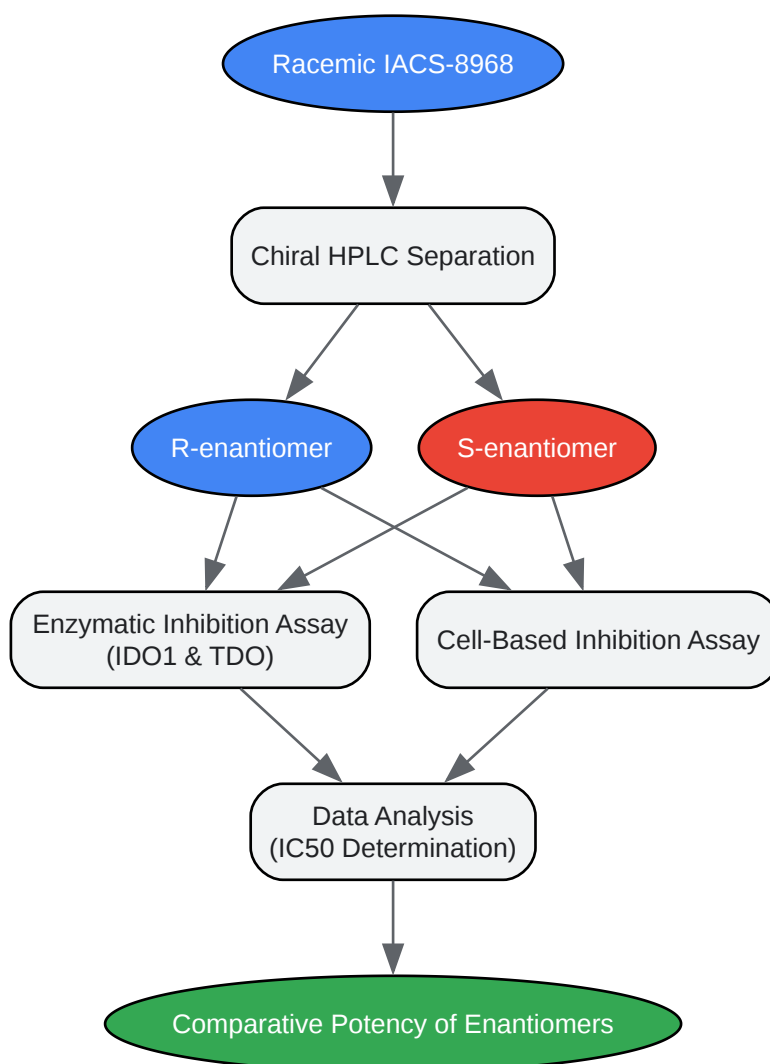 Racemic IACS-8968
Chiral HPLC Separation
R-enantiomer
S-enantiomer
Enzymatic Inhibition Assay
(IDO1 & TDO)
Cell-Based Inhibition Assay
Data Analysis
(IC50 Determination)
Comparative Potency of Enantiomers